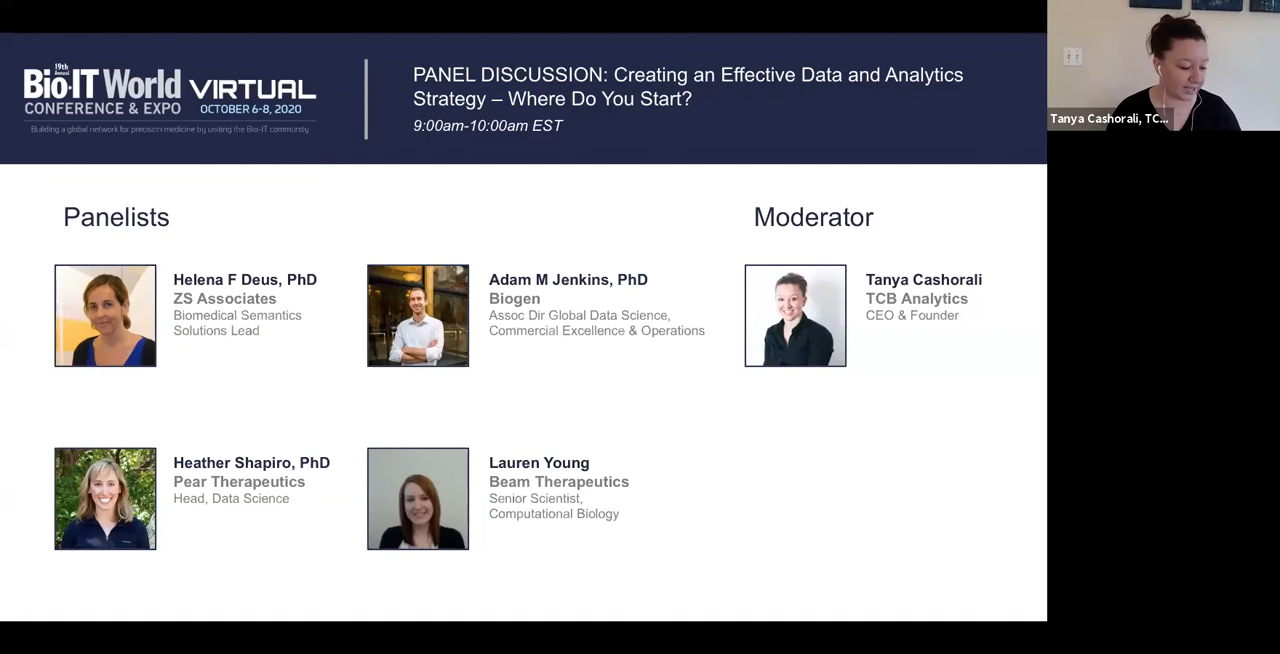 19th
Annual
Bio-IT World
CONFERENCE & EXPO
VIRTUAL
OCTOBER 6-8, 2020
Building a global network for precision medicine by uniting the Bio-IT community
PANEL DISCUSSION: Creating an Effective Data and Analytics
Strategy – Where Do You Start?
9:00am-10:00am EST
Tanya Cashorali, TC...
Panelists
Moderator
Helena F Deus, PhD
ZS Associates
Biomedical Semantics
Solutions Lead
Adam M Jenkins, PhD
Biogen
Assoc Dir Global Data Science,
Commercial Excellence & Operations
Tanya Cashorali
TCB Analytics
CEO & Founder
Heather Shapiro, PhD
Pear Therapeutics
Head, Data Science
Lauren Young
Beam Therapeutics
Senior Scientist,
Computational Biology